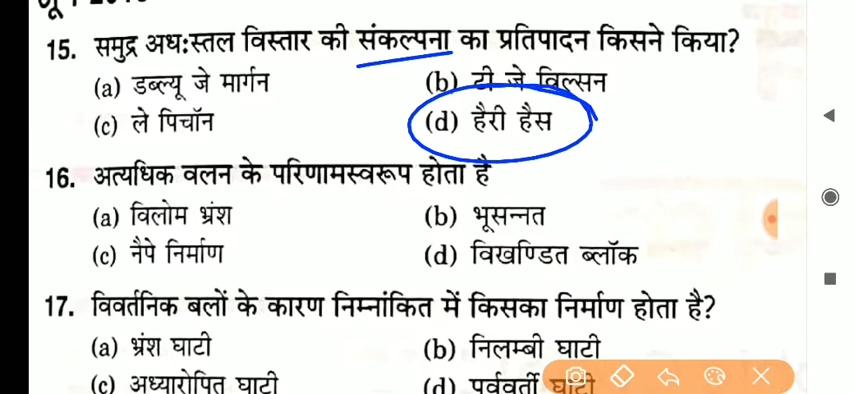 15. समुद्र अधःस्तल विस्तार की संकल्पना का प्रतिपादन किसने किया?
(a) डब्ल्यू जे मार्गन (b) टी जे विल्सन
(c) ले पिचॉन (d) हैरी हैस
16. अत्यधिक वलन के परिणामस्वरूप होता है
(a) विलोम भ्रंश (b) भूसन्नत
(c) नैपे निर्माण (d) विखण्डित ब्लॉक
17. विवर्तनिक बलों के कारण निम्नांकित में किसका निर्माण होता है?
(a) भ्रंश घाटी (b) निलम्बी घाटी
(c) अध्यारोपित घाटी (d) पूर्ववर्ती घाटी